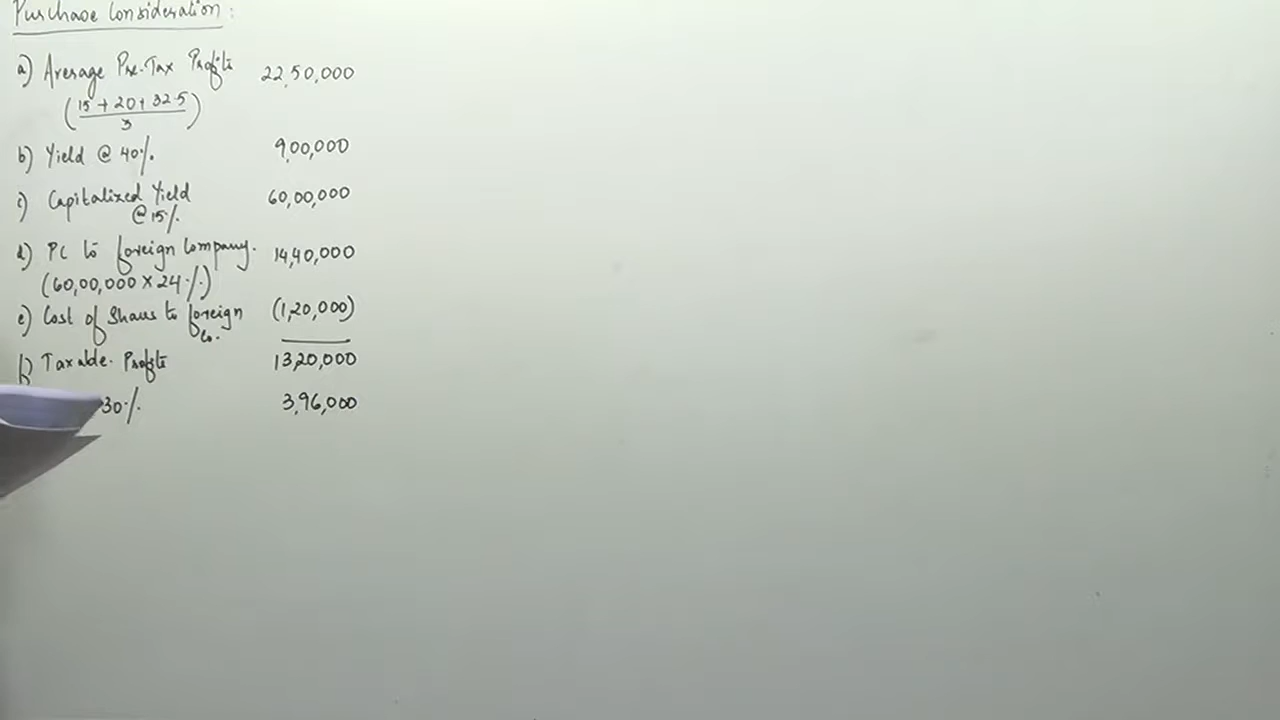 Purchase Consideration :
a) Average Pre-Tax Profits 22,50,000
(15 + 20 + 32.5 / 3)
b) Yield @ 40% 9,00,000
c) Capitalized Yield 60,00,000
@ 15%
d) PC to foreign Company. 14,40,000
(60,00,000 × 24%)
e) Cost of Shares to foreign (1,20,000)
Co.
f) Taxable Profits 13,20,000
30% 3,96,000